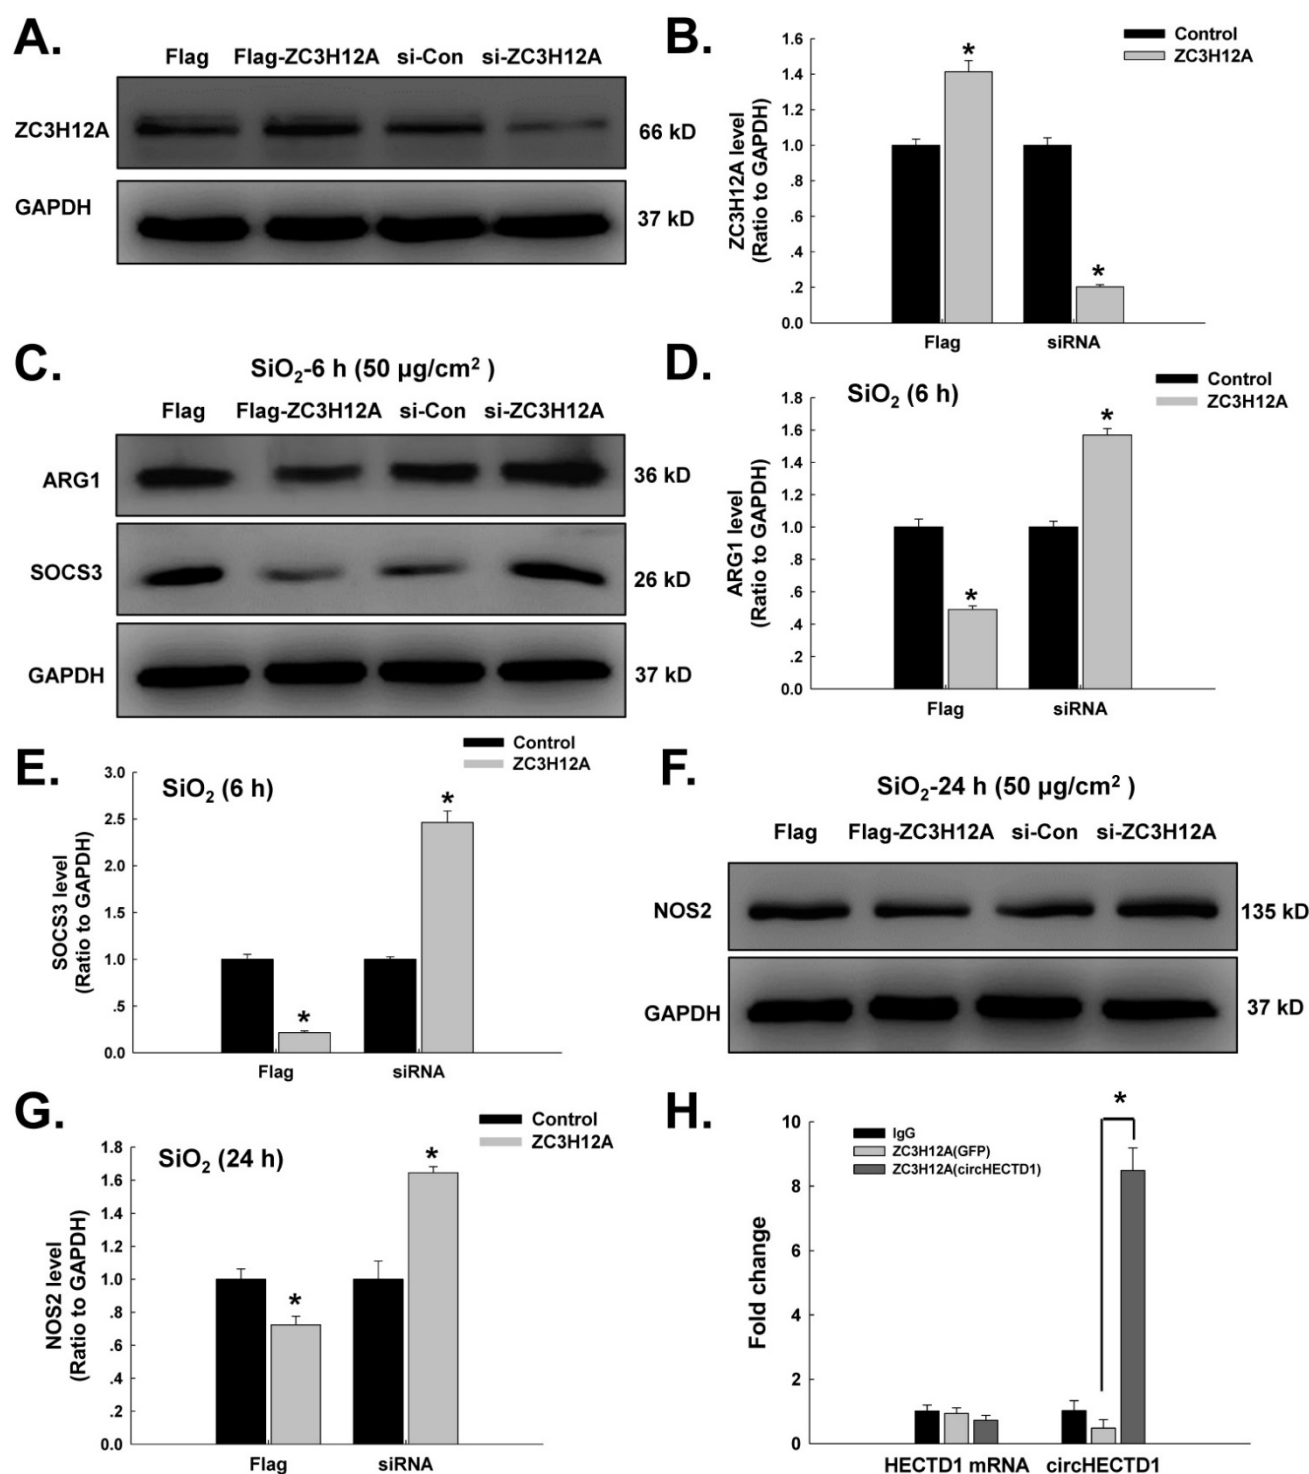 A.
Flag Flag-ZC3H12A si-Con si-ZC3H12A
ZC3H12A 66 kD
GAPDH 37 kD
B.
Control
ZC3H12A
ZC3H12A level
(Ratio to GAPDH)
1.6
1.4
1.2
1.0
.8
.6
.4
.2
0.0
*
*
Flag siRNA
C.
SiO₂-6 h (50 µg/cm²)
Flag Flag-ZC3H12A si-Con si-ZC3H12A
ARG1 36 kD
SOCS3 26 kD
GAPDH 37 kD
D.
Control
ZC3H12A
SiO₂ (6 h)
ARG1 level
(Ratio to GAPDH)
1.8
1.6
1.4
1.2
1.0
.8
.6
.4
.2
0.0
*
*
Flag siRNA
E.
Control
ZC3H12A
SiO₂ (6 h)
SOCS3 level
(Ratio to GAPDH)
3.0
2.5
2.0
1.5
1.0
.5
0.0
*
*
Flag siRNA
F.
SiO₂-24 h (50 µg/cm²)
Flag Flag-ZC3H12A si-Con si-ZC3H12A
NOS2 135 kD
GAPDH 37 kD
G.
Control
ZC3H12A
SiO₂ (24 h)
NOS2 level
(Ratio to GAPDH)
1.8
1.6
1.4
1.2
1.0
.8
.6
.4
.2
0.0
*
*
Flag siRNA
H.
IgG
ZC3H12A(GFP)
ZC3H12A(circHECTD1)
*
Fold change
10
8
6
4
2
0
HECTD1 mRNA circHECTD1